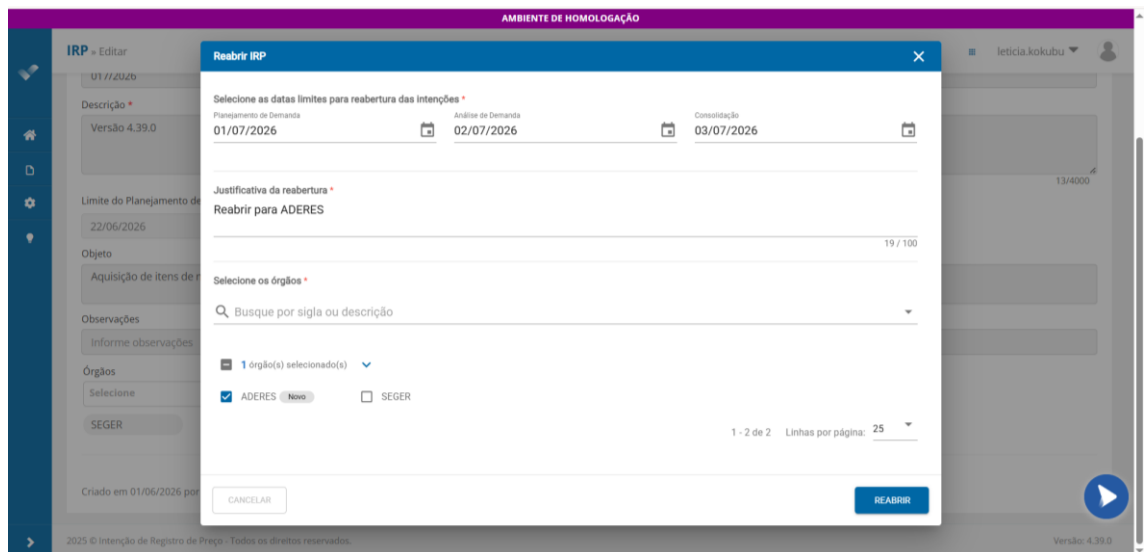 AMBIENTE DE HOMOLOGAÇÃO
IRP » Editar
leticia.kokubu
017/2026
Descrição *
Versão 4.39.0
13/4000
Limite do Planejamento de
22/06/2026
Objeto
Aquisição de itens de
Observações
Informe observações
Órgãos
Selecione
SEGER
Criado em 01/06/2026 por
Reabrir IRP
Selecione as datas limites para reabertura das intenções *
Planejamento de Demanda
01/07/2026
Análise de Demanda
02/07/2026
Consolidação
03/07/2026
Justificativa da reabertura *
Reabrir para ADERES
19 / 100
Selecione os órgãos *
Busque por sigla ou descrição
1 órgão(s) selecionado(s)
ADERES Novo
SEGER
1 - 2 de 2 Linhas por página: 25
CANCELAR
REABRIR
2025 © Intenção de Registro de Preço - Todos os direitos reservados.
Versão: 4.39.0